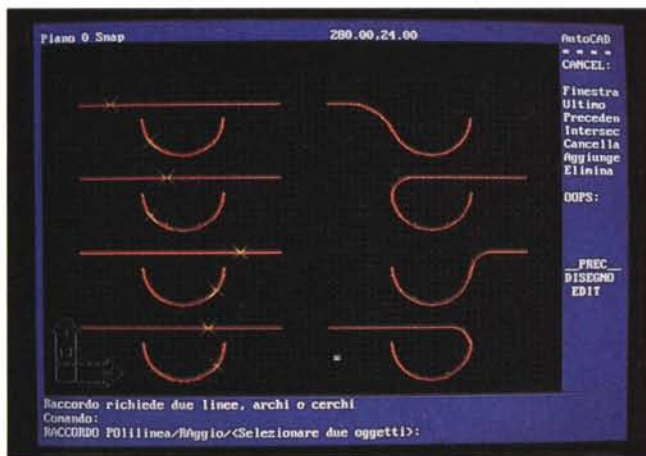 Piano 0 Snap
280.00,24.00
AutoCAD
* * * *
CANCEL:
Finestra
Ultimo
Preceden
Intersec
Cancella
Aggiunge
Elimina
OOPS:
__PREC__
DISEGNO
EDIT
Raccordo richiede due linee, archi o cerchi
Comando:
RACCORDO POlilinea/RAggio/<Selezionare due oggetti>: